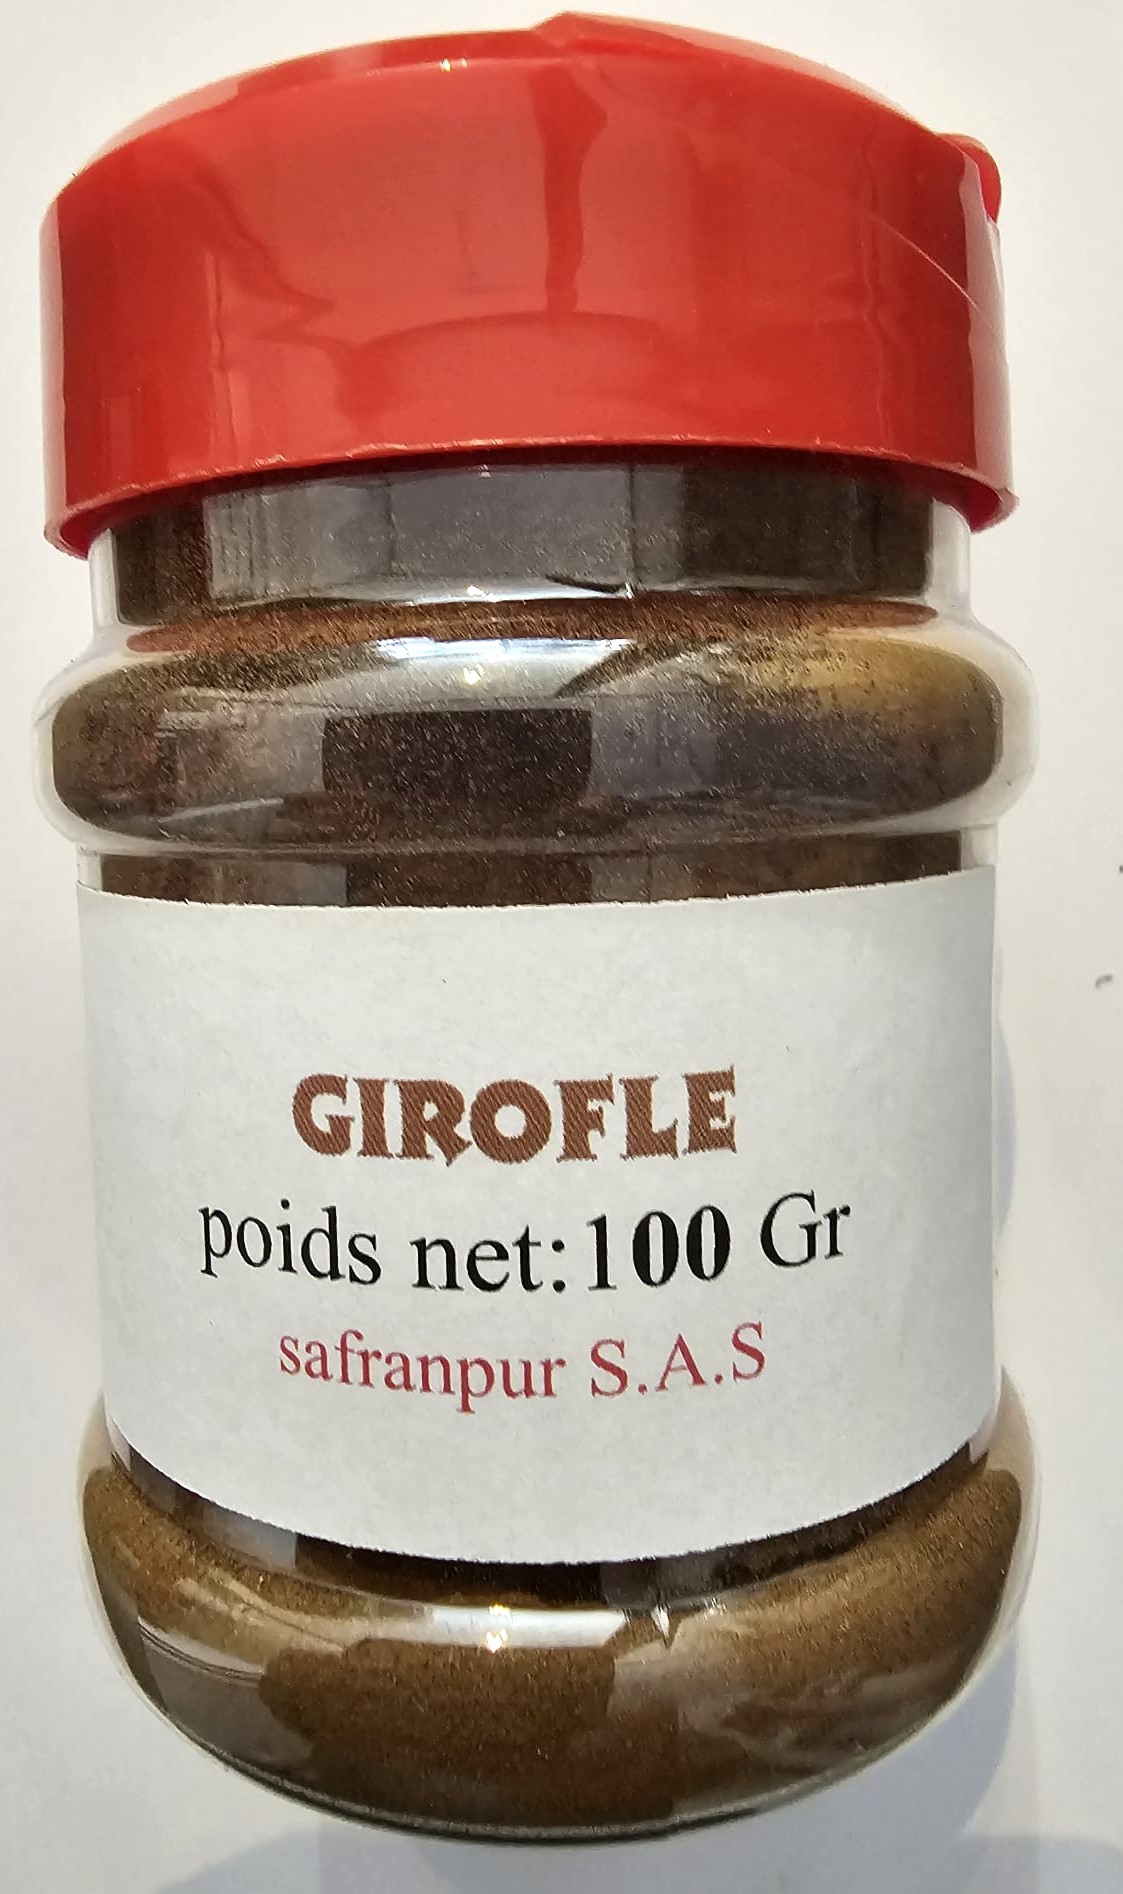 GIROFLE
poids net:100 Gr
safranpur S.A.S